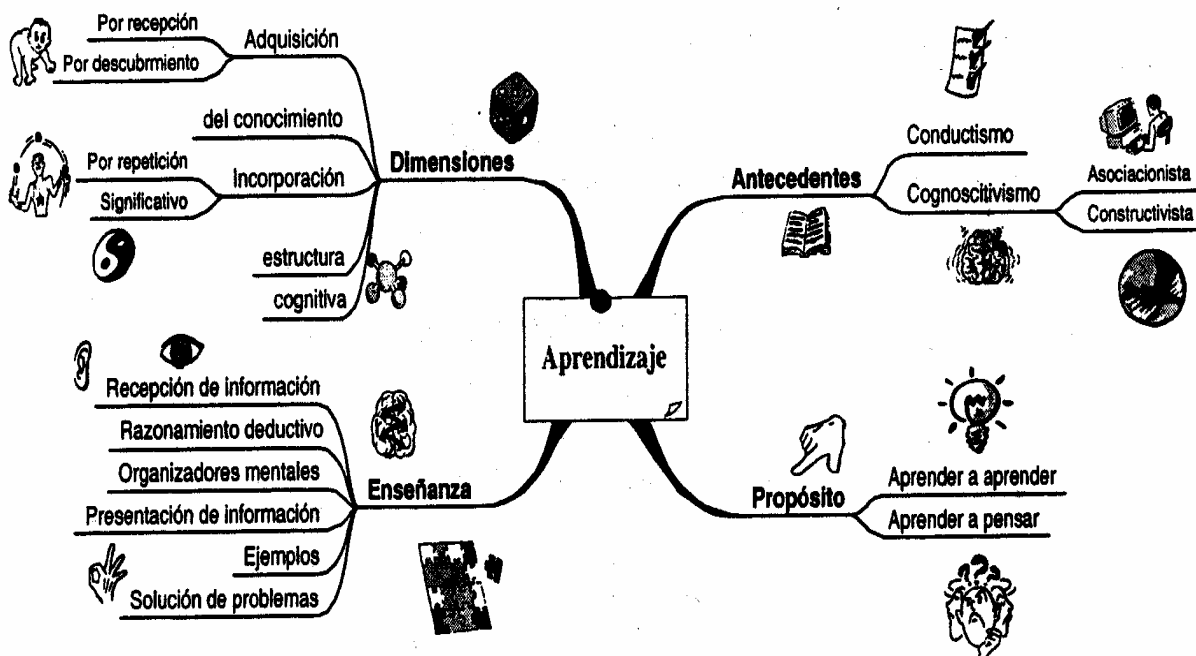 Aprendizaje
Dimensiones
Adquisición
Por recepción
Por descubrmiento
del conocimiento
Incorporación
Por repetición
Significativo
estructura
cognitiva
Antecedentes
Conductismo
Cognoscitivismo
Asociacionista
Constructivista
Enseñanza
Recepción de información
Razonamiento deductivo
Organizadores mentales
Presentación de información
Ejemplos
Solución de problemas
Propósito
Aprender a aprender
Aprender a pensar